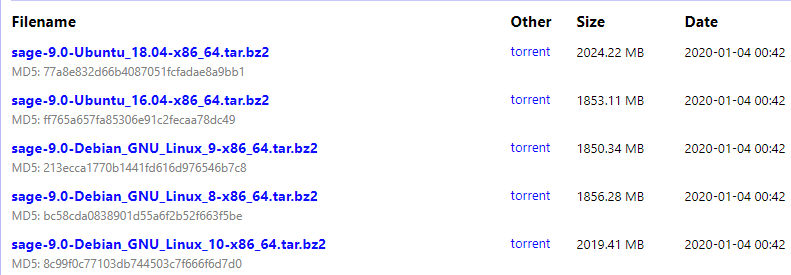 Filename Other Size Date
sage-9.0-Ubuntu_18.04-x86_64.tar.bz2 torrent 2024.22 MB 2020-01-04 00:42
MD5: 77a8e832d66b4087051fcfadae8a9bb1
sage-9.0-Ubuntu_16.04-x86_64.tar.bz2 torrent 1853.11 MB 2020-01-04 00:42
MD5: ff765a657fa85306e91c2fecaa78dc49
sage-9.0-Debian_GNU_Linux_9-x86_64.tar.bz2 torrent 1850.34 MB 2020-01-04 00:42
MD5: 213ecca1770b1441fd616d976546b7c8
sage-9.0-Debian_GNU_Linux_8-x86_64.tar.bz2 torrent 1856.28 MB 2020-01-04 00:42
MD5: bc58cda0838901d55a6f2b52f663f5be
sage-9.0-Debian_GNU_Linux_10-x86_64.tar.bz2 torrent 2019.41 MB 2020-01-04 00:42
MD5: 8c99f0c77103db744503c7f666f6d7d0